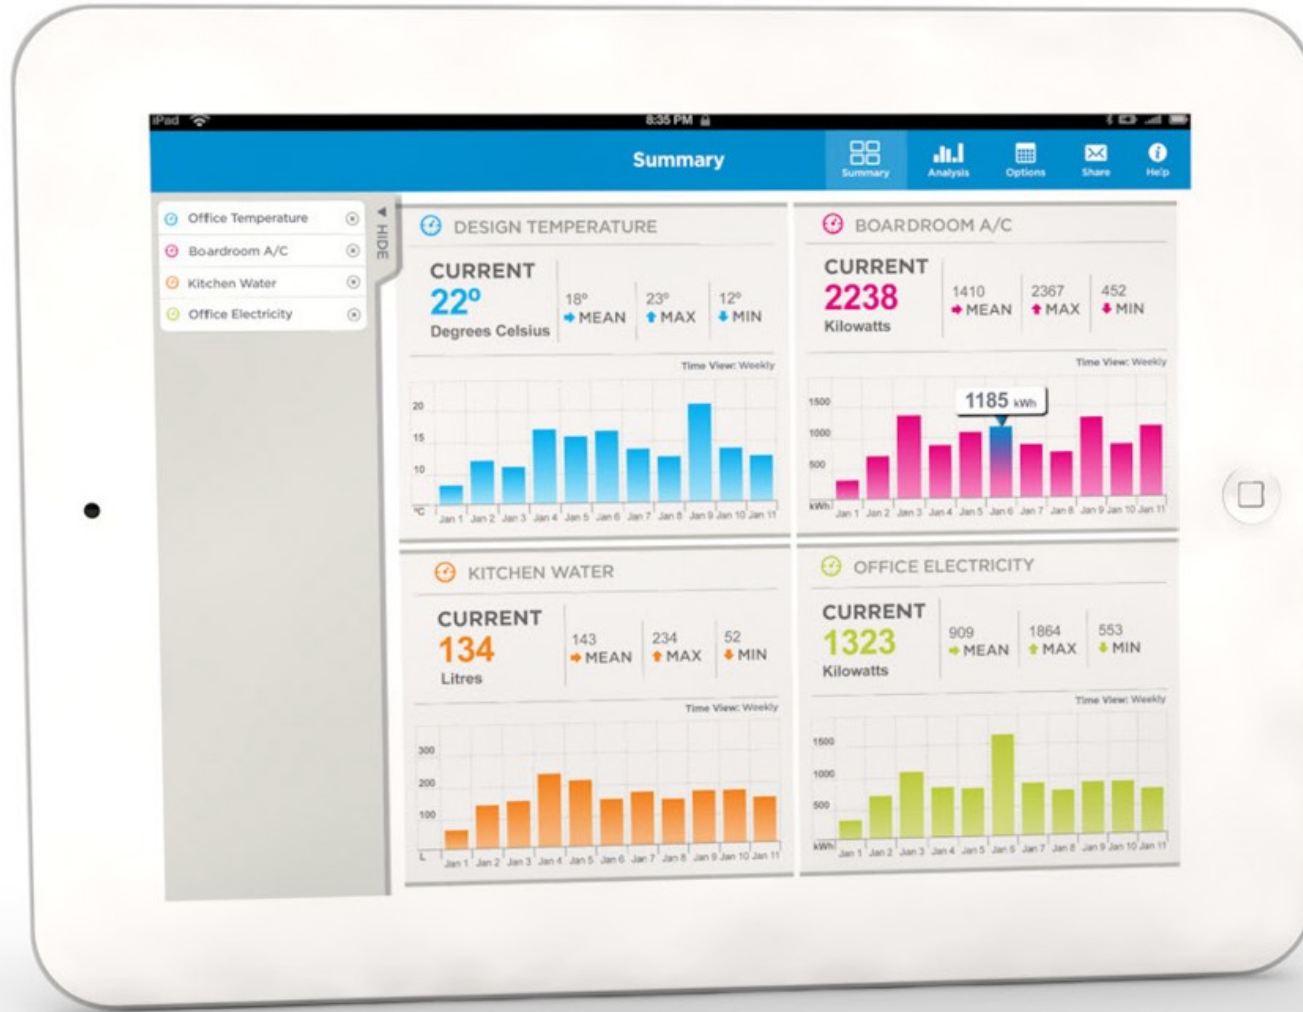 iPad 8:35 PM
Summary
Summary Analysis Options Share Help
Office Temperature
Boardroom A/C
Kitchen Water
Office Electricity
HIDE
DESIGN TEMPERATURE
CURRENT
22º
Degrees Celsius
18º MEAN
23º MAX
12º MIN
Time View: Weekly
20
15
10
ºC
Jan 1 Jan 2 Jan 3 Jan 4 Jan 5 Jan 6 Jan 7 Jan 8 Jan 9 Jan 10 Jan 11
BOARDROOM A/C
CURRENT
2238
Kilowatts
1410 MEAN
2367 MAX
452 MIN
Time View: Weekly
1185 kWh
1500
1000
500
kWh
Jan 1 Jan 2 Jan 3 Jan 4 Jan 5 Jan 6 Jan 7 Jan 8 Jan 9 Jan 10 Jan 11
KITCHEN WATER
CURRENT
134
Litres
143 MEAN
234 MAX
52 MIN
Time View: Weekly
300
200
100
L
Jan 1 Jan 2 Jan 3 Jan 4 Jan 5 Jan 6 Jan 7 Jan 8 Jan 9 Jan 10 Jan 11
OFFICE ELECTRICITY
CURRENT
1323
Kilowatts
909 MEAN
1864 MAX
553 MIN
Time View: Weekly
1500
1000
500
kWh
Jan 1 Jan 2 Jan 3 Jan 4 Jan 5 Jan 6 Jan 7 Jan 8 Jan 9 Jan 10 Jan 11